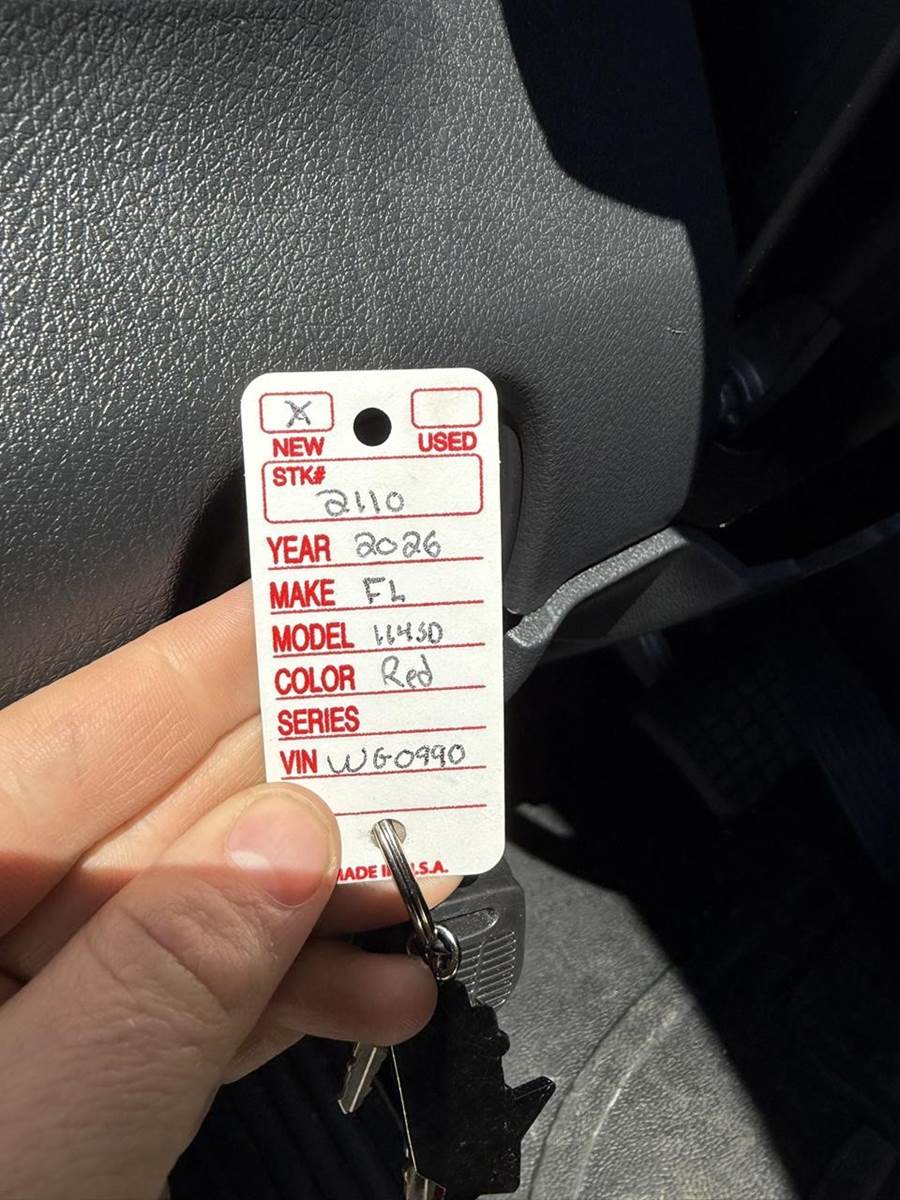 X
NEW USED
STK#
2110
YEAR 2026
MAKE FL
MODEL 114SD
COLOR Red
SERIES
VIN WG0990
MADE IN U.S.A.